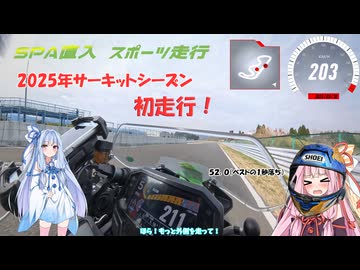 SPA直入 スポーツ走行
2025年サーキットシーズン
初走行！
KM/H
203
SHOEI
52.0（ベストの1秒落ち）
211
ほら！もっと外側を走って！